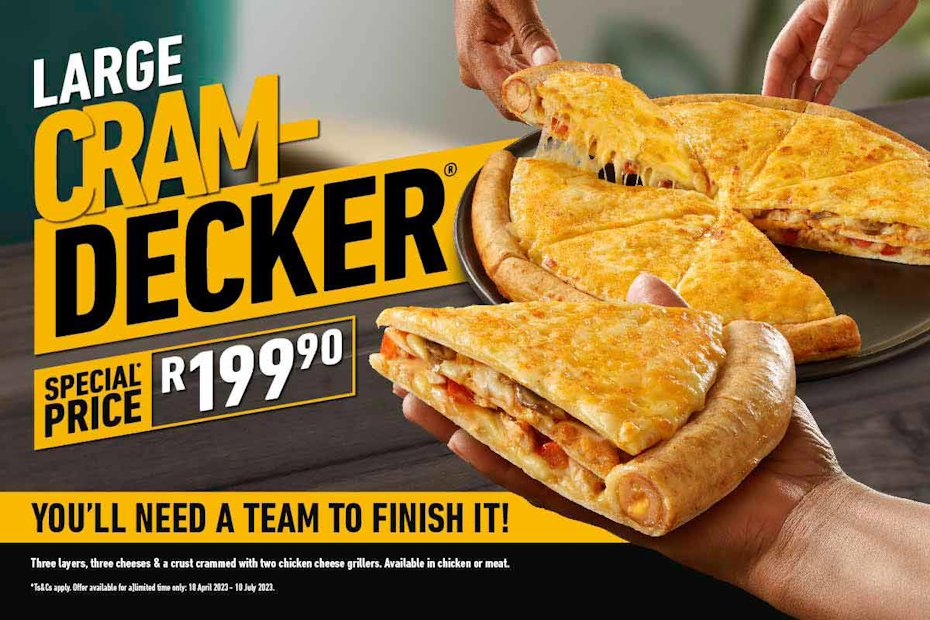 LARGE
CRAM-
DECKER®
SPECIAL*
PRICE
R199⁹⁰
YOU'LL NEED A TEAM TO FINISH IT!
Three layers, three cheeses & a crust crammed with two chicken cheese grillers. Available in chicken or meat.
*Ts&Cs apply. Offer available for a)limited time only: 18 April 2023 – 10 July 2023.